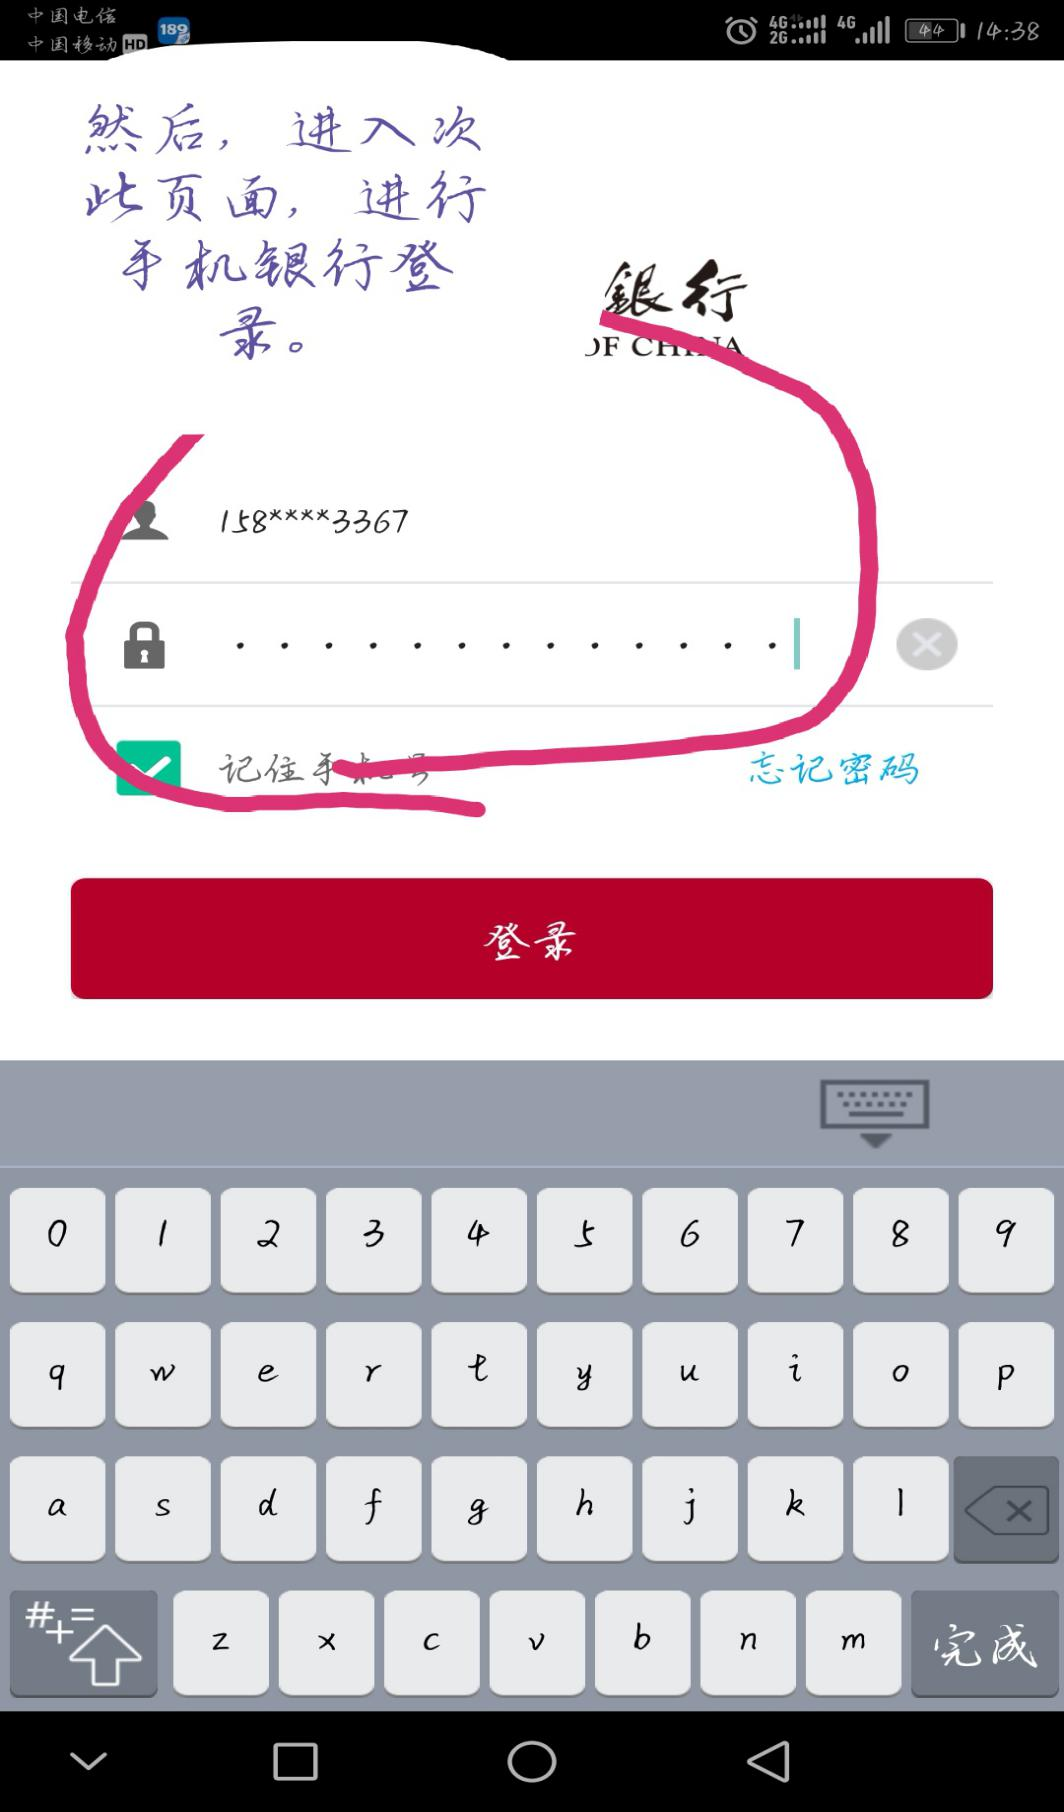 中国电信
中国移动 HD 189 4G 2G 4G 44 14:38
然后，进入次
此页面，进行
手机银行登
录。
銀行
OF CHINA
158****3367
··············
记住手机号 忘记密码
登录
0 1 2 3 4 5 6 7 8 9
q w e r t y u i o p
a s d f g h j k l
#+= z x c v b n m 完成